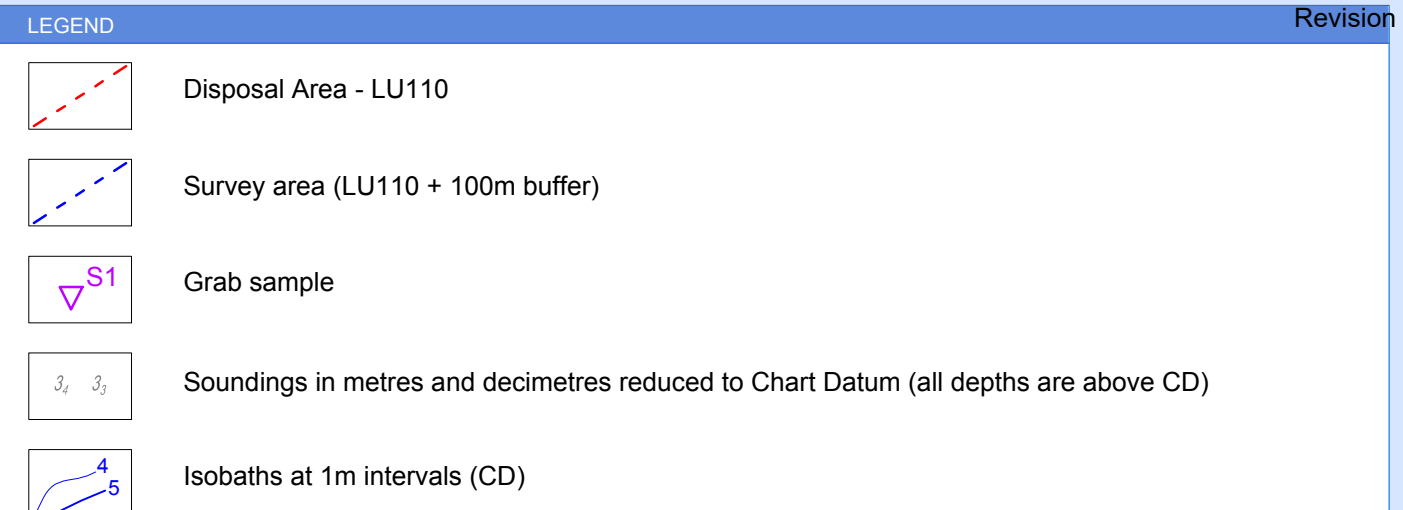 LEGEND
Revision
Disposal Area - LU110
Survey area (LU110 + 100m buffer)
S1
Grab sample
3₄ 3₃
Soundings in metres and decimetres reduced to Chart Datum (all depths are above CD)
4
5
Isobaths at 1m intervals (CD)